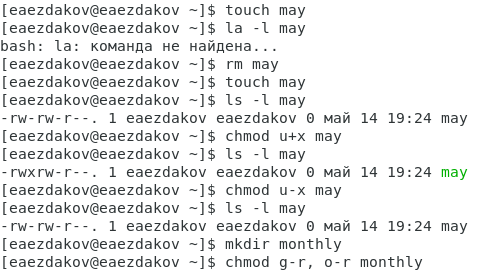 [eaezdakov@eaezdakov ~]$ touch may
[eaezdakov@eaezdakov ~]$ la -l may
bash: la: команда не найдена...
[eaezdakov@eaezdakov ~]$ rm may
[eaezdakov@eaezdakov ~]$ touch may
[eaezdakov@eaezdakov ~]$ ls -l may
-rw-rw-r--. 1 eaezdakov eaezdakov 0 май 14 19:24 may
[eaezdakov@eaezdakov ~]$ chmod u+x may
[eaezdakov@eaezdakov ~]$ ls -l may
-rwxrw-r--. 1 eaezdakov eaezdakov 0 май 14 19:24 may
[eaezdakov@eaezdakov ~]$ chmod u-x may
[eaezdakov@eaezdakov ~]$ ls -l may
-rw-rw-r--. 1 eaezdakov eaezdakov 0 май 14 19:24 may
[eaezdakov@eaezdakov ~]$ mkdir monthly
[eaezdakov@eaezdakov ~]$ chmod g-r, o-r monthly